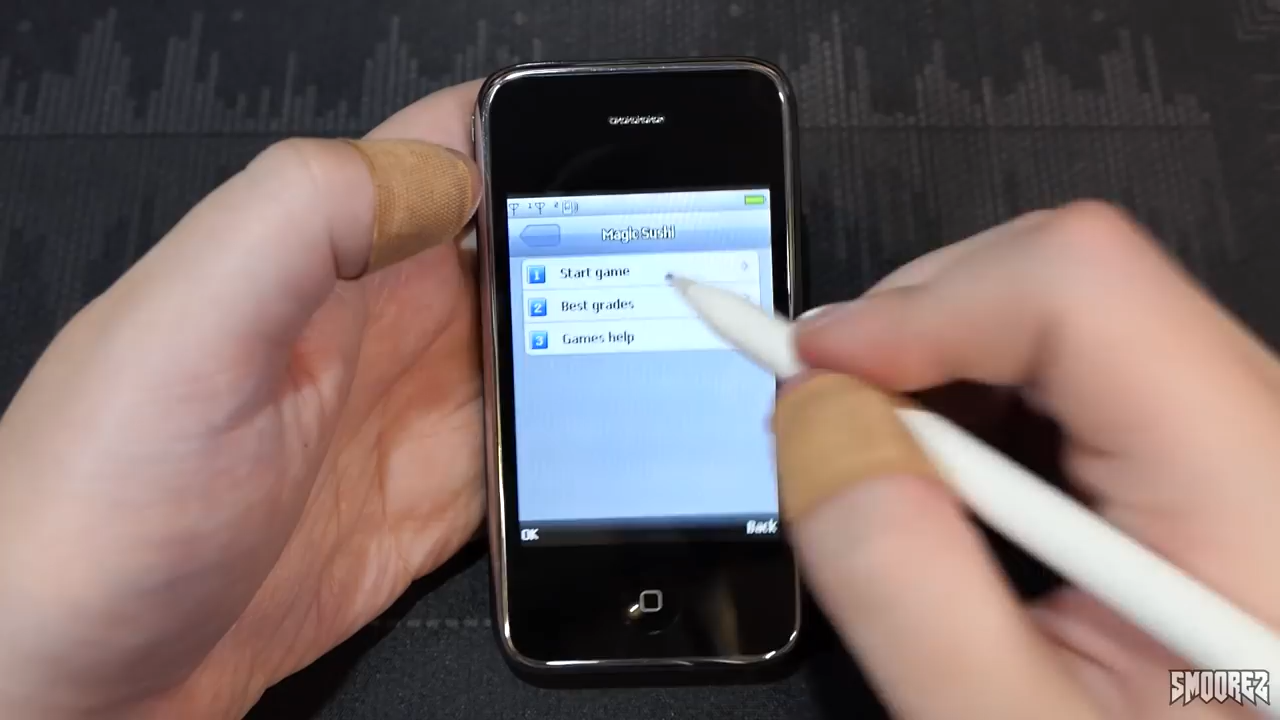 Magic Sushi
1 Start game
2 Best grades
3 Games help
OK Back
SMOOREZ